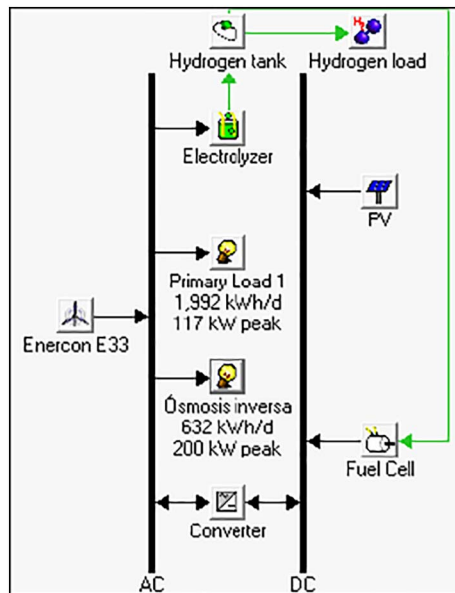 Hydrogen tank
Hydrogen load
Electrolyzer
PV
Primary Load 1
1,992 kWh/d
117 kW peak
Enercon E33
Ósmosis inversa
632 kWh/d
200 kW peak
Fuel Cell
Converter
AC
DC